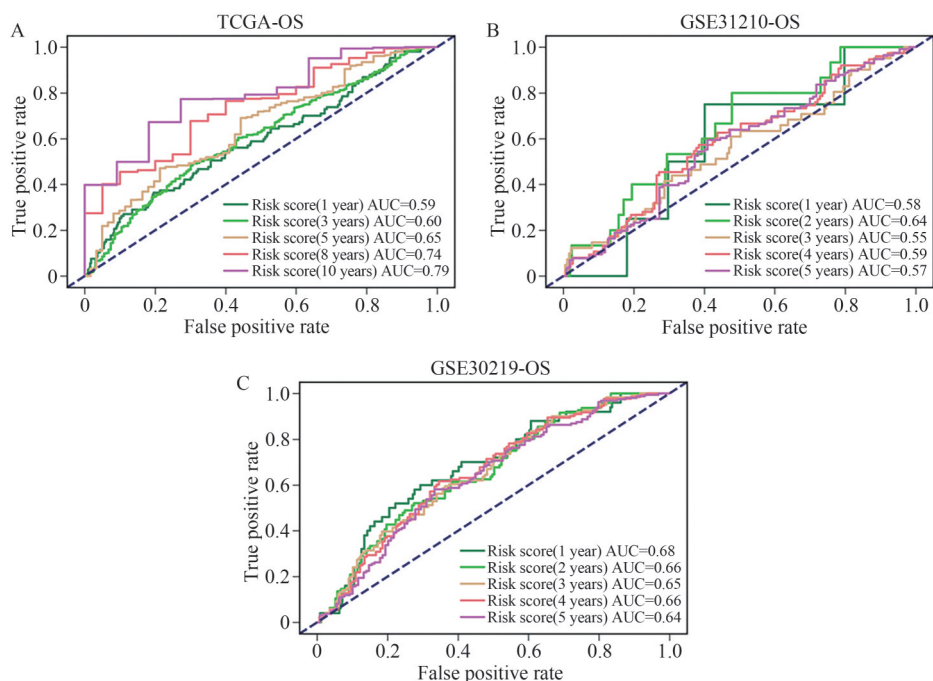 A
TCGA-OS
True positive rate
1.0
0.8
0.6
0.4
0.2
0
Risk score(1 year) AUC=0.59
Risk score(3 years) AUC=0.60
Risk score(5 years) AUC=0.65
Risk score(8 years) AUC=0.74
Risk score(10 years) AUC=0.79
0 0.2 0.4 0.6 0.8 1.0
False positive rate
B
GSE31210-OS
True positive rate
1.0
0.8
0.6
0.4
0.2
0
Risk score(1 year) AUC=0.58
Risk score(2 years) AUC=0.64
Risk score(3 years) AUC=0.55
Risk score(4 years) AUC=0.59
Risk score(5 years) AUC=0.57
0 0.2 0.4 0.6 0.8 1.0
False positive rate
C
GSE30219-OS
True positive rate
1.0
0.8
0.6
0.4
0.2
0
Risk score(1 year) AUC=0.68
Risk score(2 years) AUC=0.66
Risk score(3 years) AUC=0.65
Risk score(4 years) AUC=0.66
Risk score(5 years) AUC=0.64
0 0.2 0.4 0.6 0.8 1.0
False positive rate